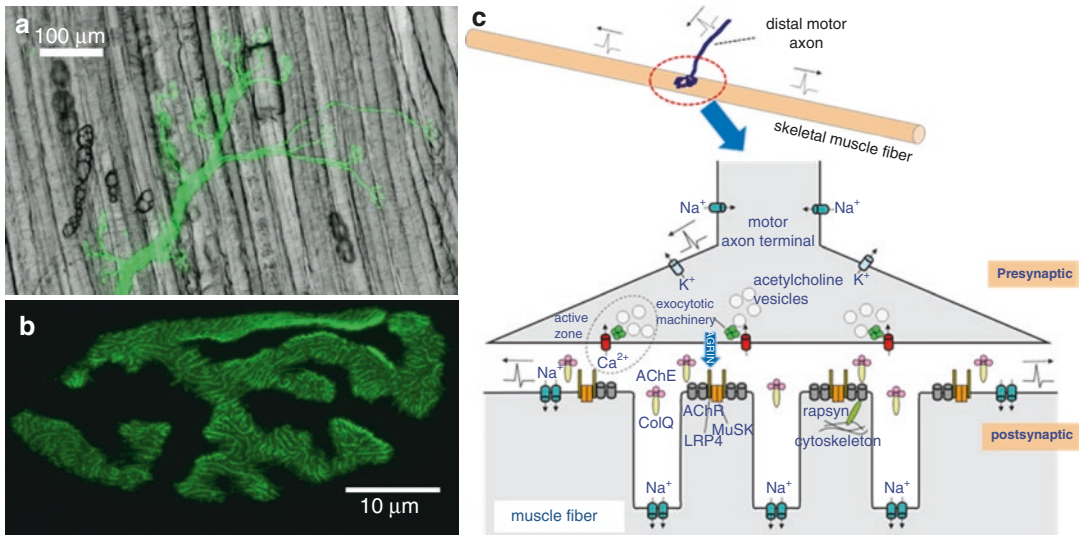 a
100 µm
b
10 µm
c
distal motor
axon
skeletal muscle fiber
Na⁺
Na⁺
motor
axon terminal
K⁺
K⁺
acetylcholine
vesicles
Presynaptic
active
zone
exocytotic
machinery
Ca²⁺
AGRIN
Na⁺
AChE
ColQ
AChR
MuSK
LRP4
rapsyn
cytoskeleton
postsynaptic
Na⁺
Na⁺
Na⁺
muscle fiber